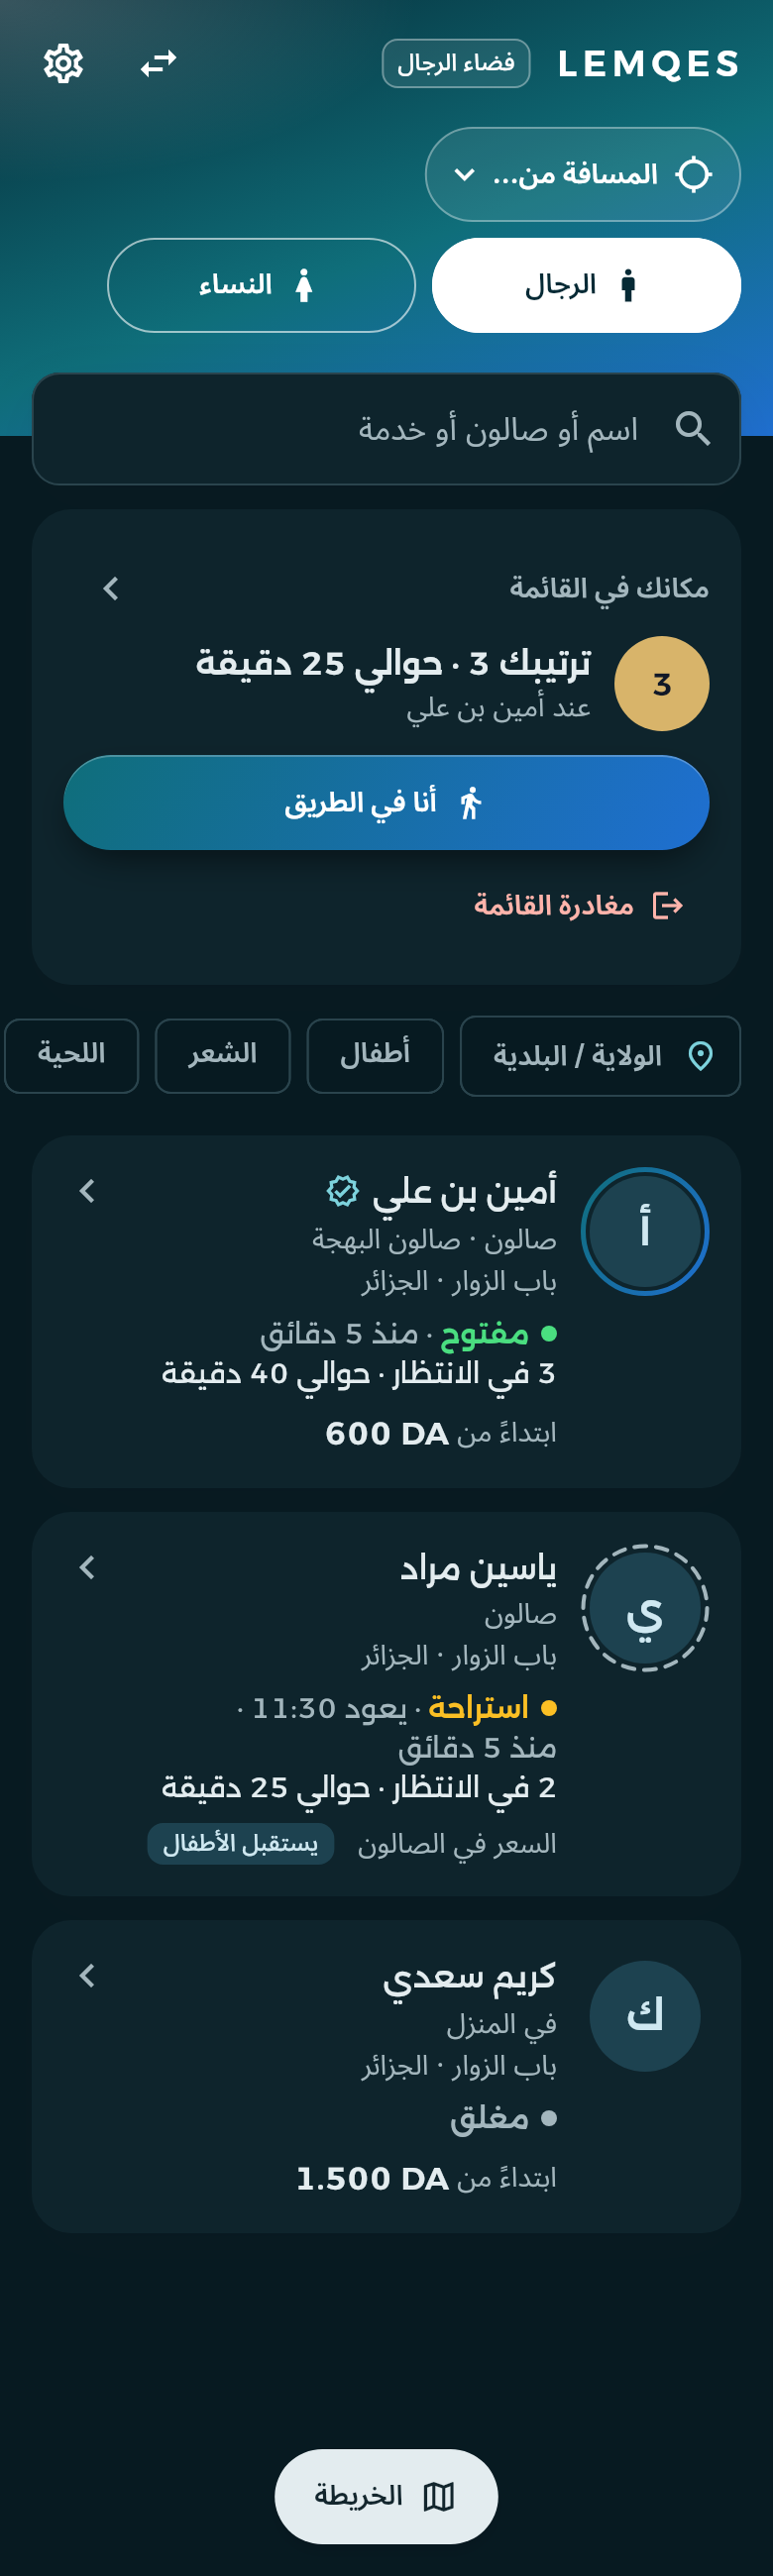 LEMQES
فضاء الرجال
المسافة من...
الرجال
النساء
اسم أو صالون أو خدمة
مكانك في القائمة
3
ترتيبك 3 · حوالي 25 دقيقة
عند أمين بن علي
أنا في الطريق
مغادرة القائمة
الولاية / البلدية
أطفال
الشعر
اللحية
أ
أمين بن علي
صالون · صالون البهجة
باب الزوار · الجزائر
مفتوح · منذ 5 دقائق
3 في الانتظار · حوالي 40 دقيقة
ابتداءً من 600 DA
ي
ياسين مراد
صالون
باب الزوار · الجزائر
استراحة · يعود 11:30 ·
منذ 5 دقائق
2 في الانتظار · حوالي 25 دقيقة
السعر في الصالون
يستقبل الأطفال
ك
كريم سعدي
في المنزل
باب الزوار · الجزائر
مغلق
ابتداءً من 1.500 DA
الخريطة